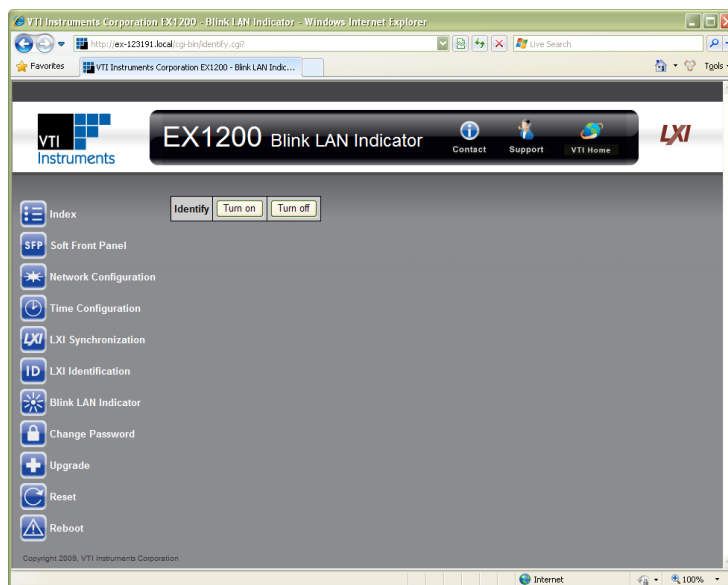 VTI Instruments Corporation EX1200 - Blink LAN Indicator - Windows Internet Explorer
http://ex-123191.local/cgi-bin/identify.cgi?
Live Search
Favorites
VTI Instruments Corporation EX1200 - Blink LAN Indic...
Tools
VTI
Instruments
EX1200 Blink LAN Indicator
Contact
Support
VTI Home
LXI
Identify Turn on Turn off
Index
SFP Soft Front Panel
Network Configuration
Time Configuration
LXI LXI Synchronization
ID LXI Identification
Blink LAN Indicator
Change Password
Upgrade
Reset
Reboot
Copyright 2009, VTI Instruments Corporation
Internet
100%